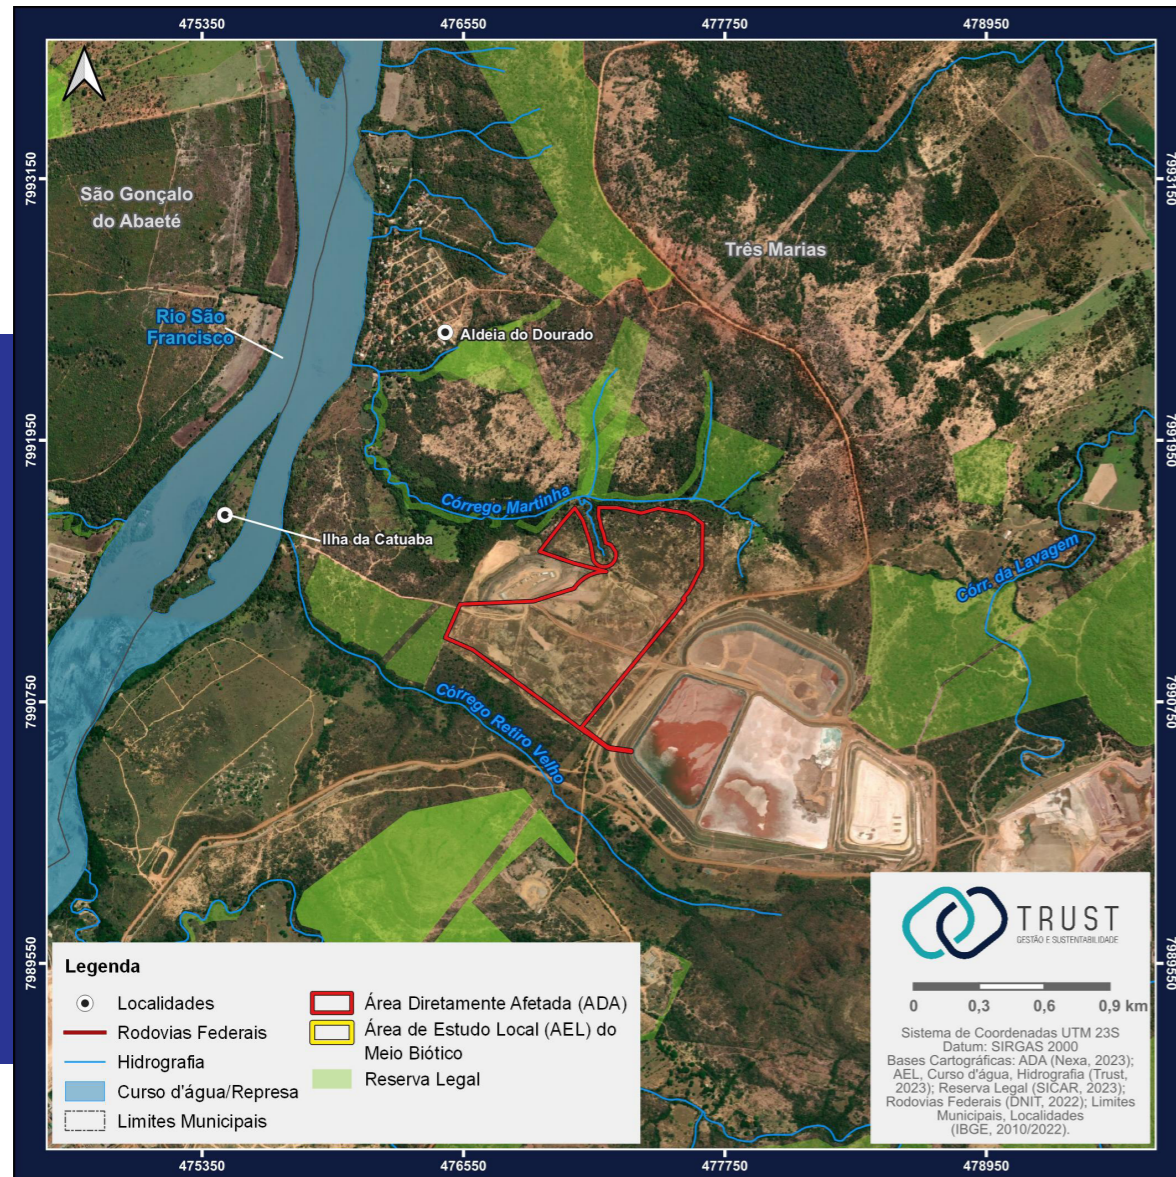 475350
476550
477750
478950
7993150
7993150
São Gonçalo
do Abaeté
Três Marias
Rio São
Francisco
Aldeia do Dourado
7991950
7991950
Córrego Martinha
Ilha da Catuaba
Córr. da Lavagem
7990750
7990750
Córrego Retiro Velho
7989550
7989550
Legenda
Localidades
Rodovias Federais
Hidrografia
Curso d'água/Represa
Limites Municipais
Área Diretamente Afetada (ADA)
Área de Estudo Local (AEL) do
Meio Biótico
Reserva Legal
TRUST
GESTÃO E SUSTENTABILIDADE
0 0,3 0,6 0,9 km
Sistema de Coordenadas UTM 23S
Datum: SIRGAS 2000
Bases Cartográficas: ADA (Nexa, 2023);
AEL, Curso d'água, Hidrografia (Trust,
2023); Reserva Legal (SICAR, 2023);
Rodovias Federais (DNIT, 2022); Limites
Municipais, Localidades
(IBGE, 2010/2022).
475350
476550
477750
478950